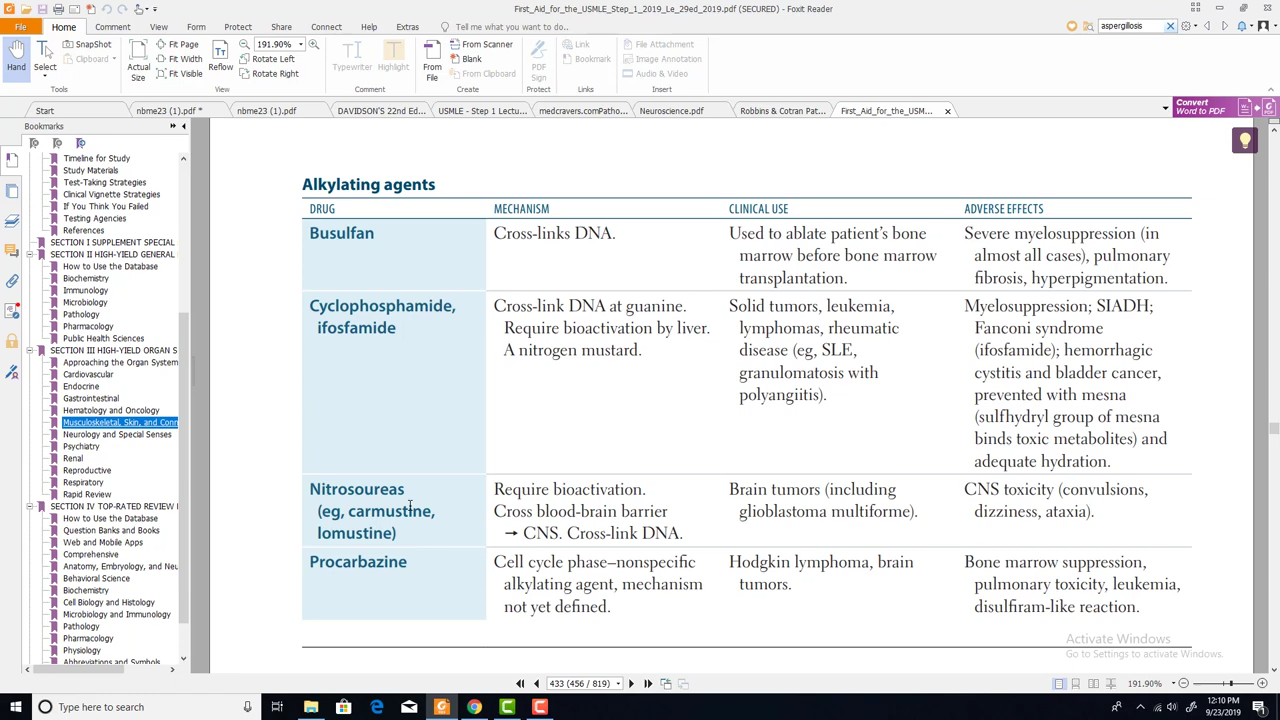 First_Aid_for_the_USMLE_Step_1_2019_Le_29ed_2019.pdf (SECURED) - Foxit Reader
File Home Comment View Form Protect Share Connect Help Extras Tell me what you want to do... aspergillosis
Hand
Select
SnapShot
Clipboard
Tools
Actual Size
Fit Page
Fit Width
Fit Visible
Reflow
191.90%
Rotate Left
Rotate Right
View
Typewriter
Highlight
Comment
From File
From Scanner
Blank
From Clipboard
Create
PDF Sign
Protect
Link
Bookmark
Links
File Attachment
Image Annotation
Audio & Video
Insert
Start nbme23 (1).pdf * nbme23 (1).pdf DAVIDSON'S 22nd Ed... USMLE - Step 1 Lectu... medcravers.comPatho... Neuroscience.pdf Robbins & Cotran Pat... First_Aid_for_the_USM...
Convert
Word to PDF
Bookmarks
Timeline for Study
Study Materials
Test-Taking Strategies
Clinical Vignette Strategies
If You Think You Failed
Testing Agencies
References
SECTION I SUPPLEMENT SPECIAL
SECTION II HIGH-YIELD GENERAL
How to Use the Database
Biochemistry
Immunology
Microbiology
Pathology
Pharmacology
Public Health Sciences
SECTION III HIGH-YIELD ORGAN S
Approaching the Organ System
Cardiovascular
Endocrine
Gastrointestinal
Hematology and Oncology
Musculoskeletal, Skin, and Conn
Neurology and Special Senses
Psychiatry
Renal
Reproductive
Respiratory
Rapid Review
SECTION IV TOP-RATED REVIEW
How to Use the Database
Question Banks and Books
Web and Mobile Apps
Comprehensive
Anatomy, Embryology, and Neu
Behavioral Science
Biochemistry
Cell Biology and Histology
Microbiology and Immunology
Pathology
Pharmacology
Physiology
Abbreviations and Symbols
Alkylating agents
DRUG MECHANISM CLINICAL USE ADVERSE EFFECTS
Busulfan
Cross-links DNA.
Used to ablate patient's bone
marrow before bone marrow
transplantation.
Severe myelosuppression (in
almost all cases), pulmonary
fibrosis, hyperpigmentation.
Cyclophosphamide,
ifosfamide
Cross-link DNA at guanine.
Require bioactivation by liver.
A nitrogen mustard.
Solid tumors, leukemia,
lymphomas, rheumatic
disease (eg, SLE,
granulomatosis with
polyangiitis).
Myelosuppression; SIADH;
Fanconi syndrome
(ifosfamide); hemorrhagic
cystitis and bladder cancer,
prevented with mesna
(sulfhydryl group of mesna
binds toxic metabolites) and
adequate hydration.
Nitrosoureas
(eg, carmustine,
lomustine)
Require bioactivation.
Cross blood-brain barrier
→ CNS. Cross-link DNA.
Brain tumors (including
glioblastoma multiforme).
CNS toxicity (convulsions,
dizziness, ataxia).
Procarbazine
Cell cycle phase–nonspecific
alkylating agent, mechanism
not yet defined.
Hodgkin lymphoma, brain
tumors.
Bone marrow suppression,
pulmonary toxicity, leukemia,
disulfiram-like reaction.
Activate Windows
Go to Settings to activate Windows.
433 (456 / 819)
191.90%
Type here to search
12:10 PM
9/23/2019